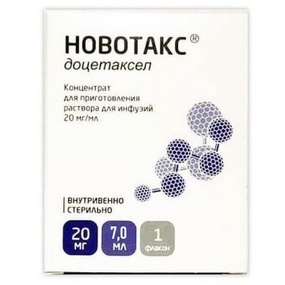 НОВОТАКС®
доцетаксел
Концентрат
для приготовления
раствора для инфузий
20 мг/мл
ВНУТРИВЕННО
СТЕРИЛЬНО
20 МГ
7,0 МЛ
1 флакон